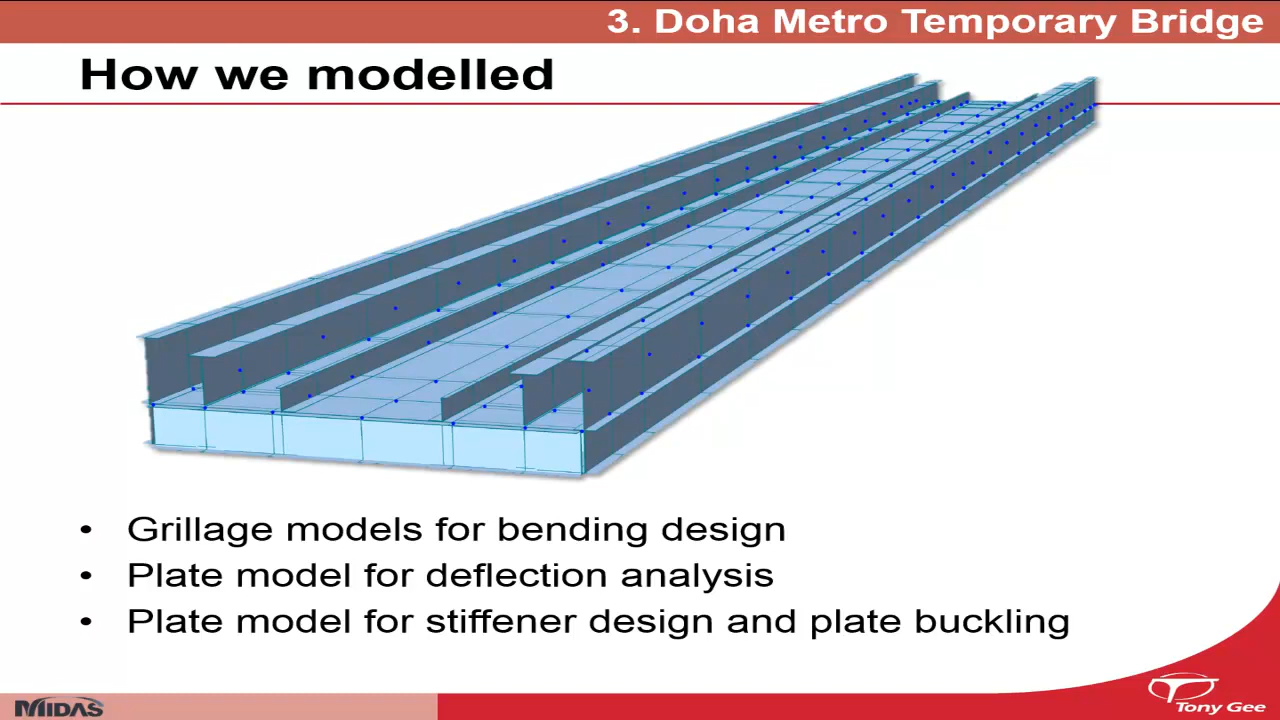 3. Doha Metro Temporary Bridge
How we modelled
• Grillage models for bending design
• Plate model for deflection analysis
• Plate model for stiffener design and plate buckling
MIDAS
Tony Gee